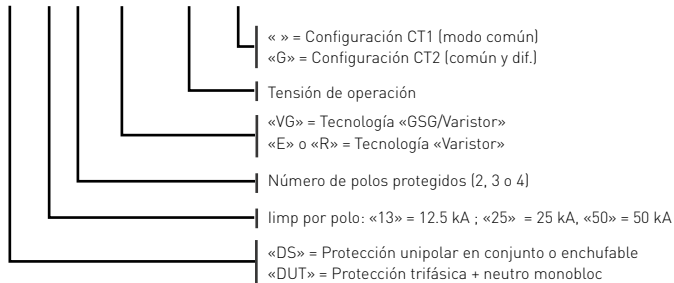 « » = Configuración CT1 (modo común)
«G» = Configuración CT2 (común y dif.)
Tensión de operación
«VG» = Tecnología «GSG/Varistor»
«E» o «R» = Tecnología «Varistor»
Número de polos protegidos (2, 3 o 4)
Iimp por polo: «13» = 12.5 kA ; «25» = 25 kA, «50» = 50 kA
«DS» = Protección unipolar en conjunto o enchufable
«DUT» = Protección trifásica + neutro monobloc